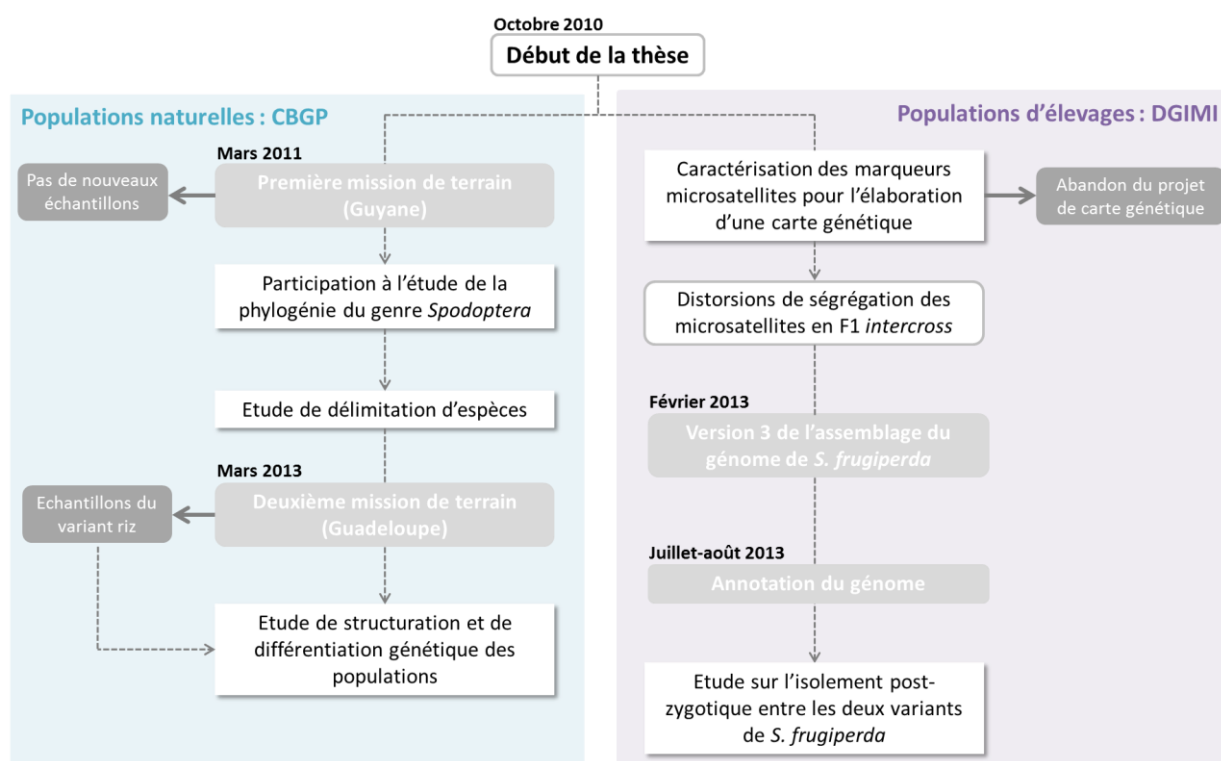 Octobre 2010
Début de la thèse
Populations naturelles : CBGP
Mars 2011
Pas de nouveaux
échantillons
Première mission de terrain
(Guyane)
Participation à l'étude de la
phylogénie du genre Spodoptera
Etude de délimitation d'espèces
Mars 2013
Echantillons du
variant riz
Deuxième mission de terrain
(Guadeloupe)
Etude de structuration et de
différentiation génétique des
populations
Populations d'élevages : DGIMI
Caractérisation des marqueurs
microsatellites pour l'élaboration
d'une carte génétique
Abandon du projet
de carte génétique
Distorsions de ségrégation des
microsatellites en F1 intercross
Février 2013
Version 3 de l'assemblage du
génome de S. frugiperda
Juillet-août 2013
Annotation du génome
Etude sur l'isolement post-
zygotique entre les deux variants
de S. frugiperda